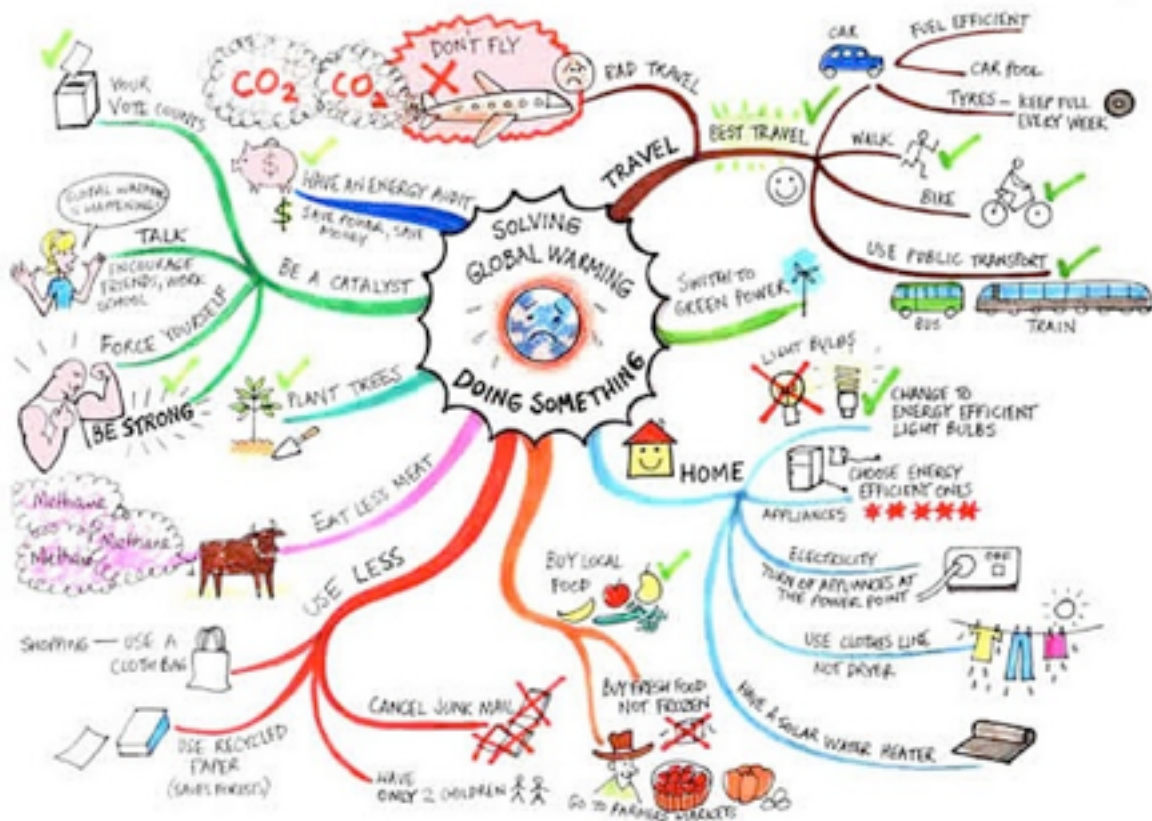 SOLVING
GLOBAL WARMING
DOING SOMETHING
TRAVEL
BAD TRAVEL
DON'T FLY
CO2
CO2
BEST TRAVEL
CAR
FUEL EFFICIENT
CAR POOL
TYRES — KEEP FULL
EVERY WEEK
WALK
BIKE
USE PUBLIC TRANSPORT
BUS
TRAIN
SWITCH TO
GREEN POWER
HOME
LIGHT BULBS
CHANGE TO
ENERGY EFFICIENT
LIGHT BULBS
CHOOSE ENERGY
EFFICIENT ONES
APPLIANCES
ELECTRICITY
TURN OF APPLIANCES AT
THE POWER POINT
USE CLOTHES LINE
NOT DRYER
HAVE A SOLAR
WATER HEATER
BUY LOCAL
FOOD
BUY FRESH FOOD
NOT FROZEN
GO TO FARMERS MARKETS
USE LESS
SHOPPING — USE A
CLOTH BAG
USE RECYCLED
PAPER
(SAVES FORESTS)
CANCEL JUNK MAIL
HAVE
ONLY 2 CHILDREN
EAT LESS MEAT
Methane
Methane
Methane
PLANT TREES
BE A CATALYST
YOUR
VOTE COUNTS
TALK
ENCOURAGE
FRIENDS, WORK
SCHOOL
GLOBAL WARMING
IS HAPPENING!
FORCE YOURSELF
BE STRONG
HAVE AN ENERGY AUDIT
SAVE POWER, SAVE
MONEY
$
$